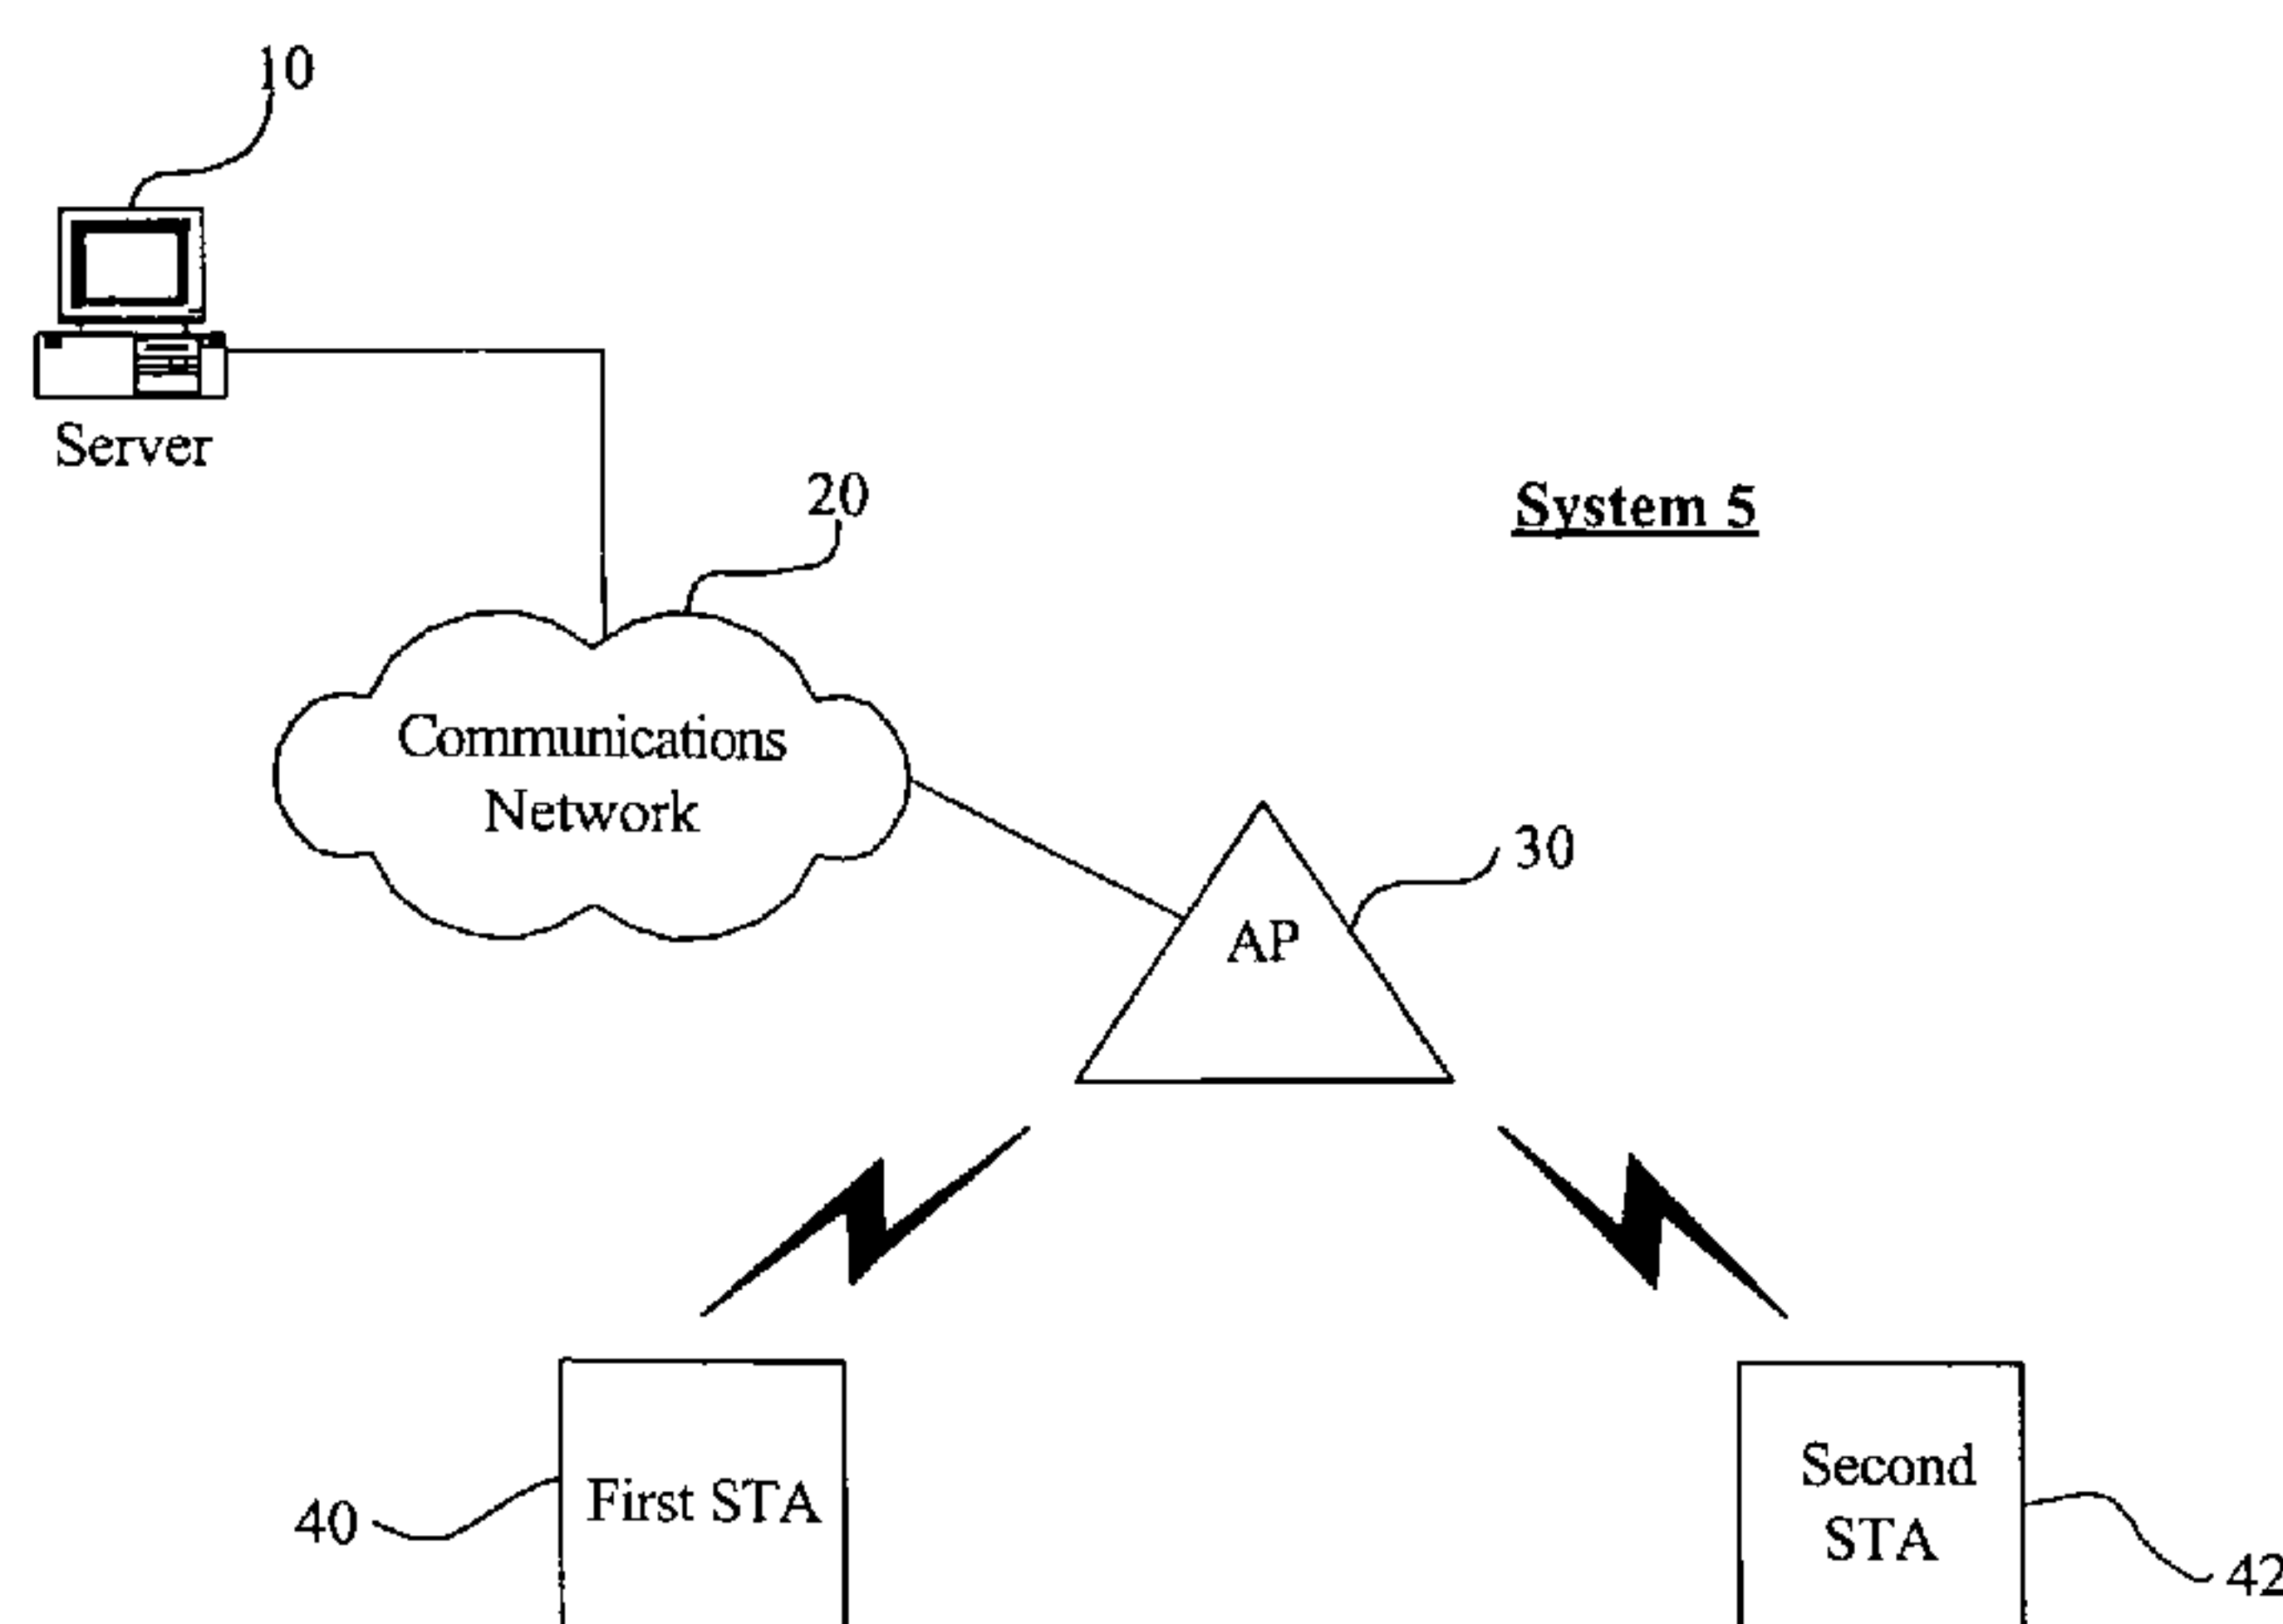 10
Server
20
System 5
Communications
Network
30
AP
First STA
40
Second
STA
42